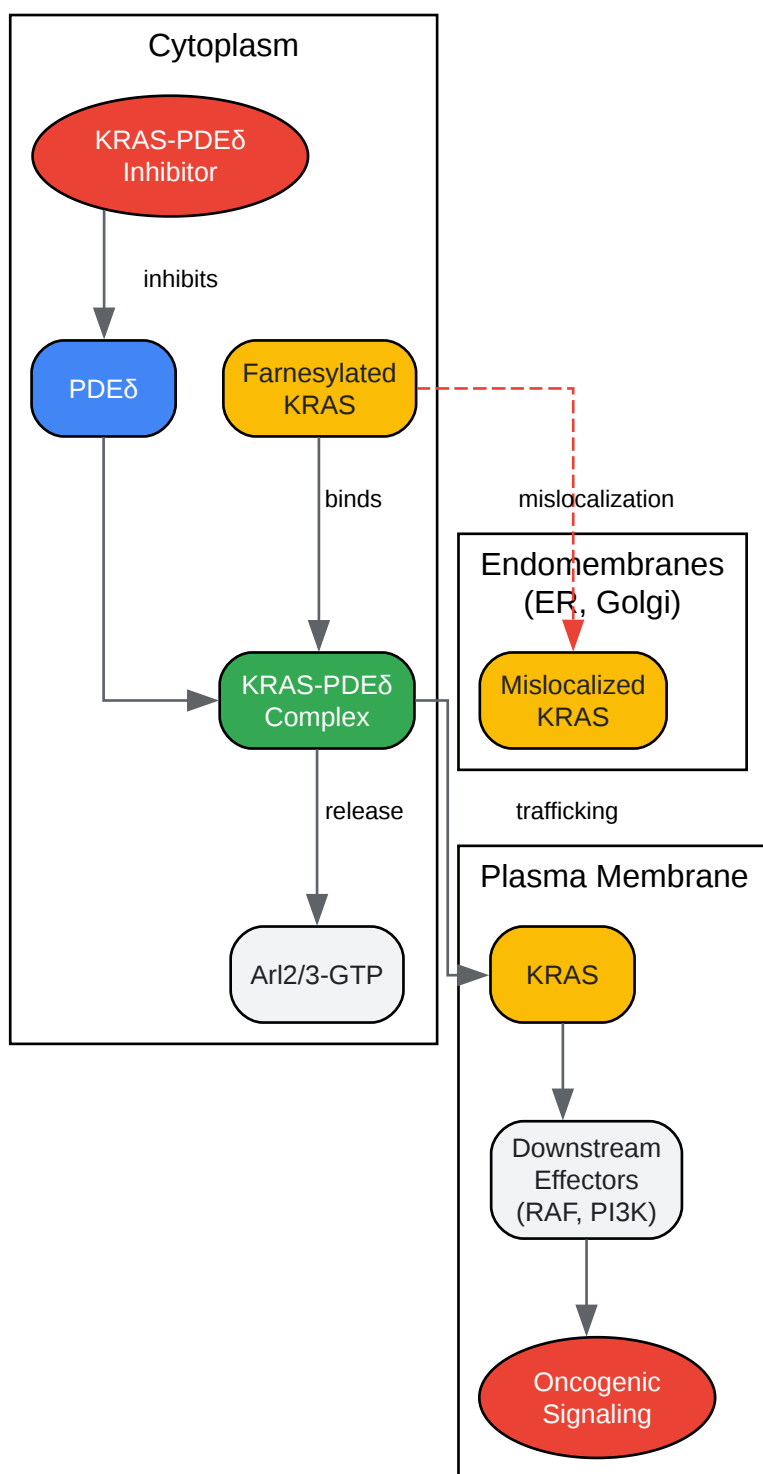 Cytoplasm
KRAS-PDEδ
Inhibitor
inhibits
PDEδ
Farnesylated
KRAS
binds
mislocalization
Endomembranes
(ER, Golgi)
KRAS-PDEδ
Complex
Mislocalized
KRAS
release
trafficking
Plasma Membrane
Arl2/3-GTP
KRAS
Downstream
Effectors
(RAF, PI3K)
Oncogenic
Signaling